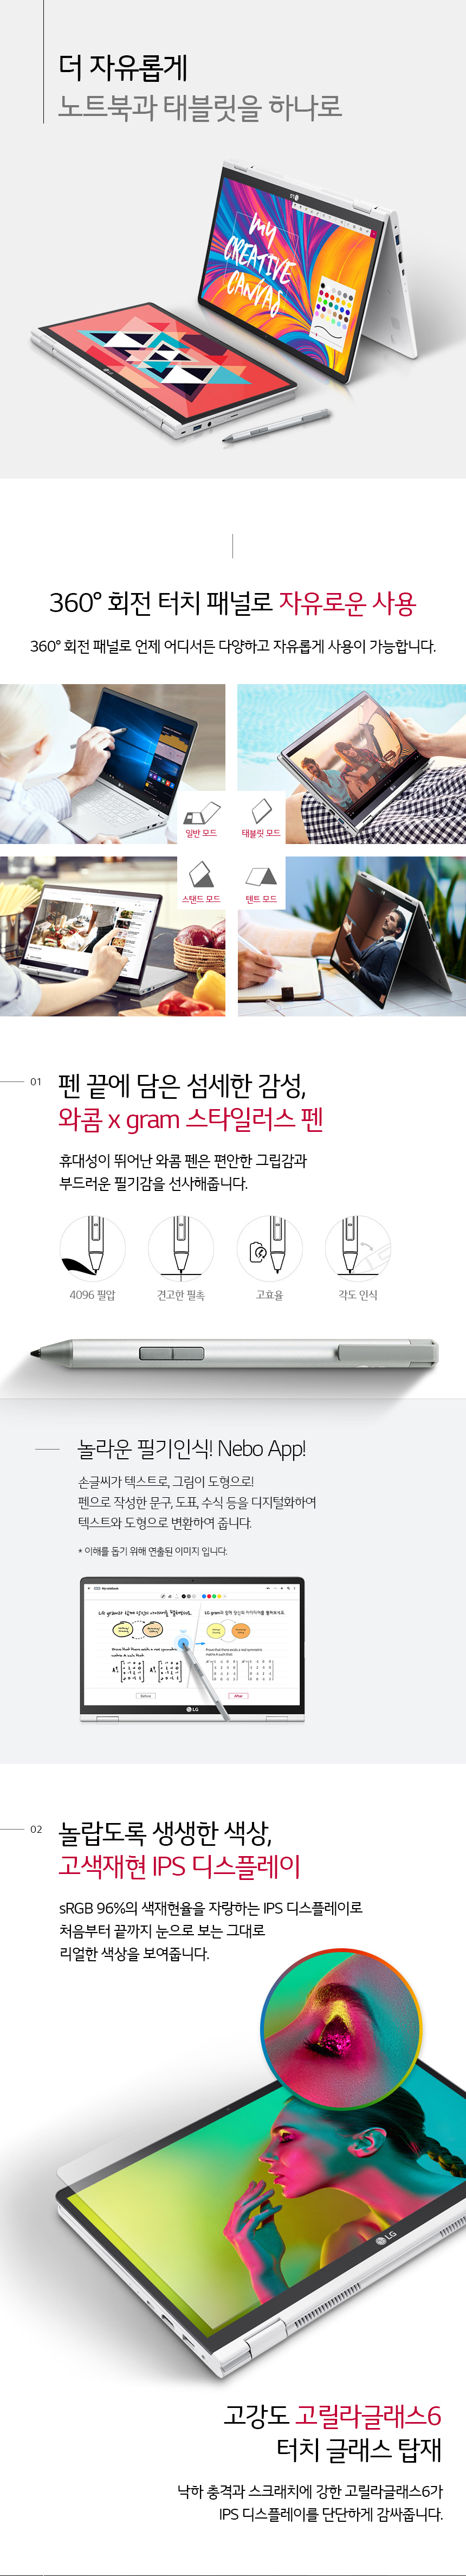 더 자유롭게
노트북과 태블릿을 하나로
LG
MY
CREATIVE
CANVAS
LG
360° 회전 터치 패널로 자유로운 사용
360° 회전 패널로 언제 어디서든 다양하고 자유롭게 사용이 가능합니다.
일반 모드
태블릿 모드
스탠드 모드
텐트 모드
01
펜 끝에 담은 섬세한 감성,
와콤 x gram 스타일러스 펜
휴대성이 뛰어난 와콤 펜은 편안한 그립감과
부드러운 필기감을 선사해줍니다.
4096 필압
견고한 필촉
고효율
각도 인식
놀라운 필기인식! Nebo App!
손글씨가 텍스트로, 그림이 도형으로!
펜으로 작성한 문구, 도표, 수식 등을 디지털화하여
텍스트와 도형으로 변환하여 줍니다.
* 이해를 돕기 위해 연출된 이미지 입니다.
Before
After
LG
02
놀랍도록 생생한 색상,
고색재현 IPS 디스플레이
sRGB 96%의 색재현율을 자랑하는 IPS 디스플레이로
처음부터 끝까지 눈으로 보는 그대로
리얼한 색상을 보여줍니다.
LG
고강도 고릴라글래스6
터치 글래스 탑재
낙하 충격과 스크래치에 강한 고릴라글래스6가
IPS 디스플레이를 단단하게 감싸줍니다.